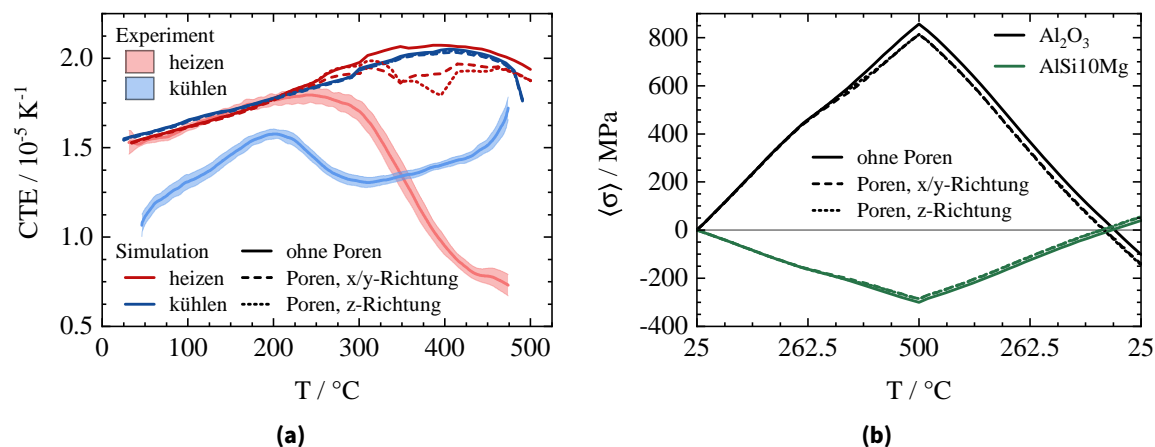 Experiment
heizen
kühlen
Simulation
heizen
kühlen
ohne Poren
Poren, x/y-Richtung
Poren, z-Richtung
CTE / 10⁻⁵ K⁻¹
2.0
1.5
1.0
0.5
0 100 200 300 400 500
T / °C
(a)
Al₂O₃
AlSi10Mg
ohne Poren
Poren, x/y-Richtung
Poren, z-Richtung
⟨σ⟩ / MPa
800
600
400
200
0
-200
-400
25 262.5 500 262.5 25
T / °C
(b)